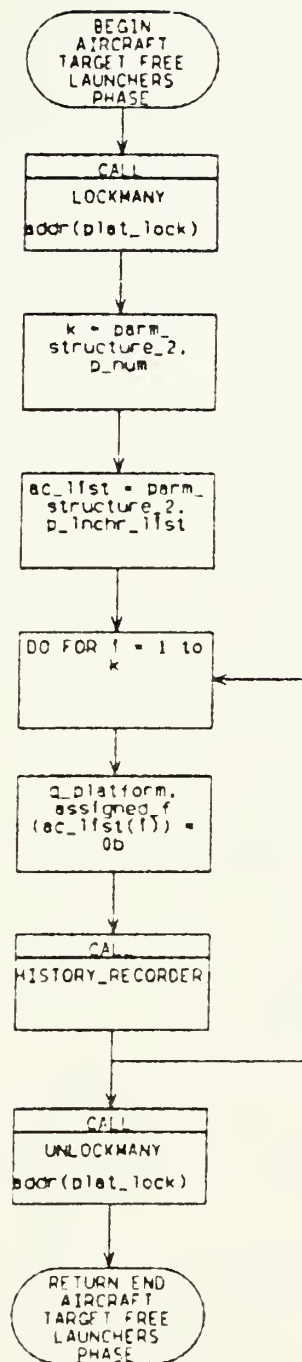 BEGIN
AIRCRAFT
TARGET FREE
LAUNCHERS
PHASE
CALL
LOCKMANY
addr(plat_lock)
k = parm_
structure_2.
p_num
ac_list = parm_
structure_2.
p_lnchr_list
DO FOR i = 1 to
k
g_platform.
assigned_f
(ac_list(i)) =
0b
CALL
HISTORY_RECORDER
CALL
UNLOCKMANY
addr(plat_lock)
RETURN END
AIRCRAFT
TARGET FREE
LAUNCHERS
PHASE